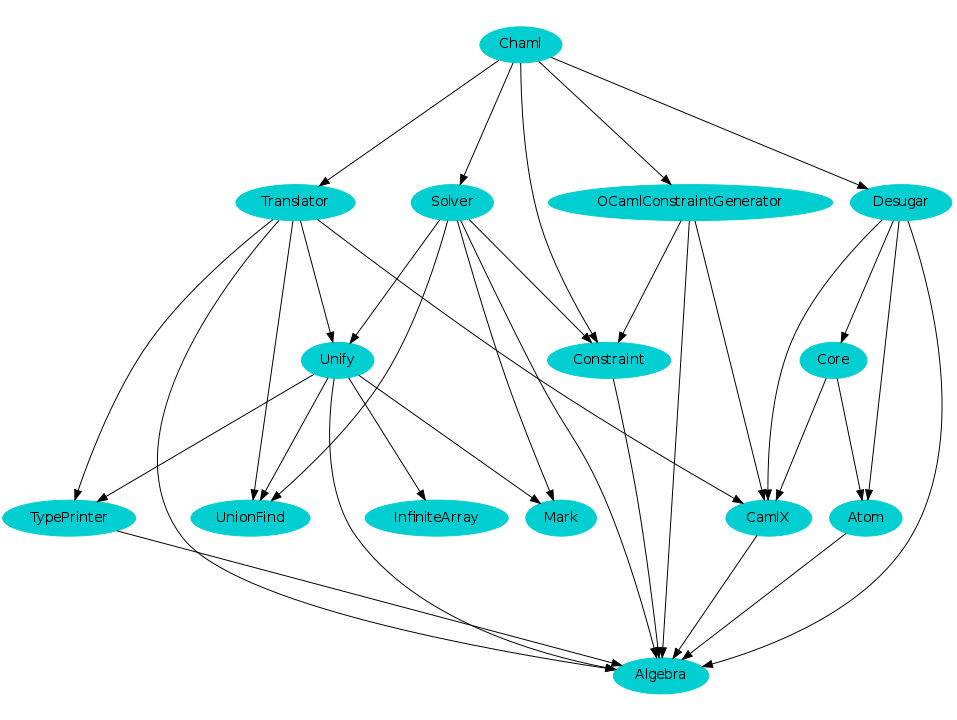 Chaml
Translator
Solver
OCamlConstraintGenerator
Desugar
Unify
Constraint
Core
TypePrinter
UnionFind
InfiniteArray
Mark
CamlX
Atom
Algebra